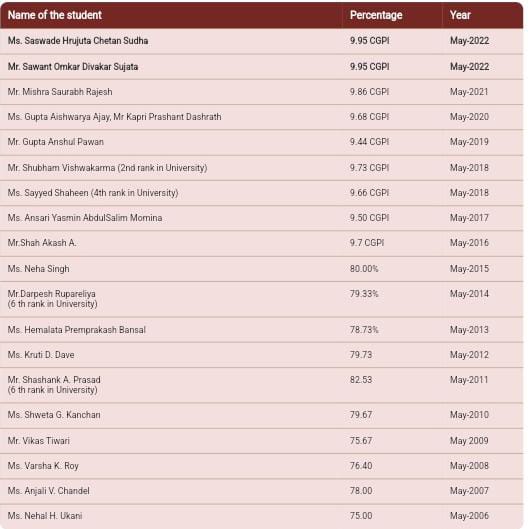 Name of the student Percentage Year
Ms. Saswade Hrujuta Chetan Sudha 9.95 CGPI May-2022
Mr. Sawant Omkar Divakar Sujata 9.95 CGPI May-2022
Mr. Mishra Saurabh Rajesh 9.86 CGPI May-2021
Ms. Gupta Aishwarya Ajay, Mr Kapri Prashant Dashrath 9.68 CGPI May-2020
Mr. Gupta Anshul Pawan 9.44 CGPI May-2019
Mr. Shubham Vishwakarma (2nd rank in University) 9.73 CGPI May-2018
Ms. Sayyed Shaheen (4th rank in University) 9.66 CGPI May-2018
Ms. Ansari Yasmin AbdulSalim Momina 9.50 CGPI May-2017
Mr.Shah Akash A. 9.7 CGPI May-2016
Ms. Neha Singh 80.00% May-2015
Mr.Darpesh Rupareliya 79.33% May-2014
(6 th rank in University)
Ms. Hemalata Premprakash Bansal 78.73% May-2013
Ms. Kruti D. Dave 79.73 May-2012
Mr. Shashank A. Prasad 82.53 May-2011
(6 th rank in University)
Ms. Shweta G. Kanchan 79.67 May-2010
Mr. Vikas Tiwari 75.67 May 2009
Ms. Varsha K. Roy 76.40 May-2008
Ms. Anjali V. Chandel 78.00 May-2007
Ms. Nehal H. Ukani 75.00 May-2006